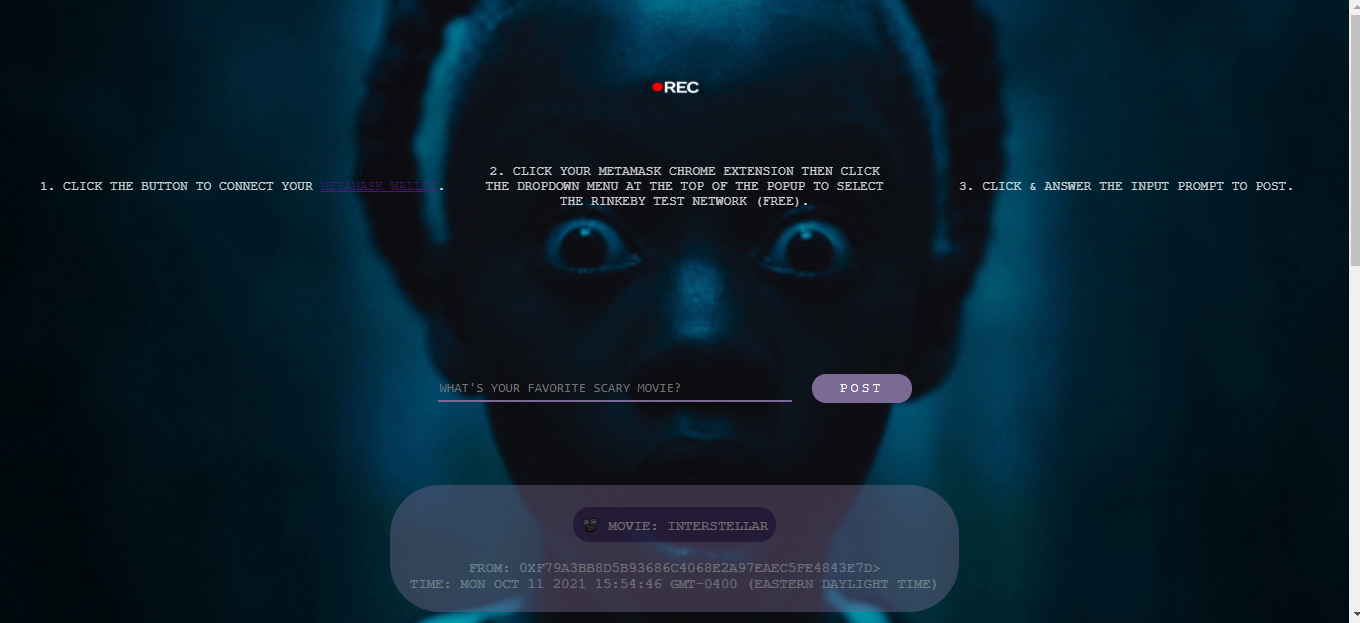 REC
1. CLICK THE BUTTON TO CONNECT YOUR METAMASK WALLET.
2. CLICK YOUR METAMASK CHROME EXTENSION THEN CLICK
THE DROPDOWN MENU AT THE TOP OF THE POPUP TO SELECT
THE RINKEBY TEST NETWORK (FREE).
3. CLICK & ANSWER THE INPUT PROMPT TO POST.
WHAT'S YOUR FAVORITE SCARY MOVIE?
POST
MOVIE: INTERSTELLAR
FROM: 0XF79A3BB8D5B93686C4068E2A97EAEC5FE4843E7D>
TIME: MON OCT 11 2021 15:54:46 GMT-0400 (EASTERN DAYLIGHT TIME)